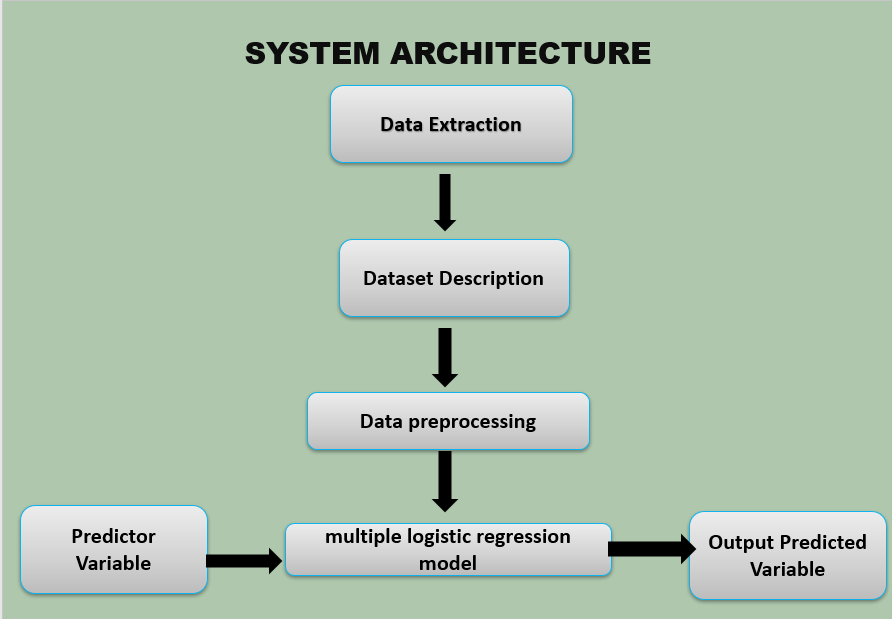 SYSTEM ARCHITECTURE
Data Extraction
Dataset Description
Data preprocessing
Predictor
Variable
multiple logistic regression
model
Output Predicted
Variable